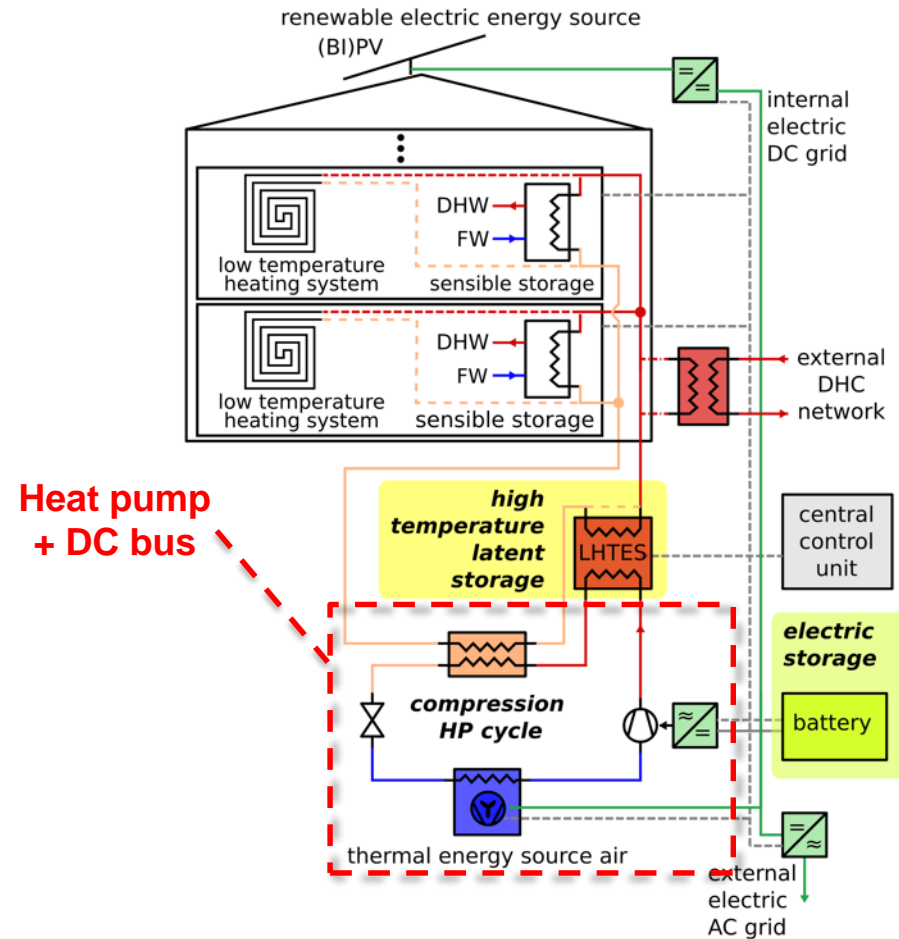 renewable electric energy source
(BI)PV
internal
electric
DC grid
DHW
FW
low temperature
heating system
sensible storage
DHW
FW
low temperature
heating system
sensible storage
external
DHC
network
Heat pump
+ DC bus
high
temperature
latent
storage
LHTES
central
control
unit
electric
storage
battery
compression
HP cycle
thermal energy source air
external
electric
AC grid